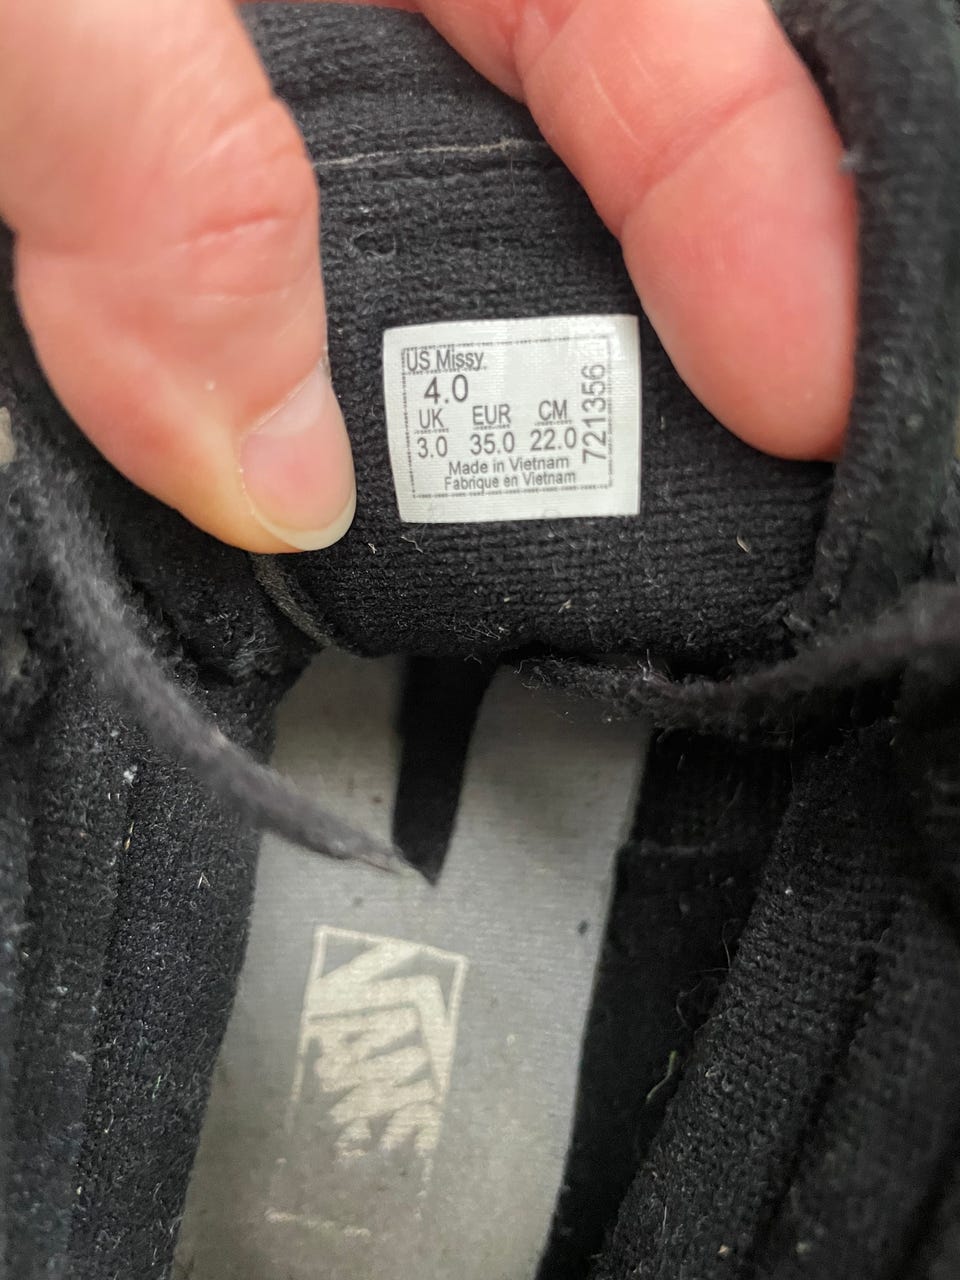 US Missy
4.0
UK EUR CM
3.0 35.0 22.0
Made in Vietnam
Fabrique en Vietnam
721356
VANS